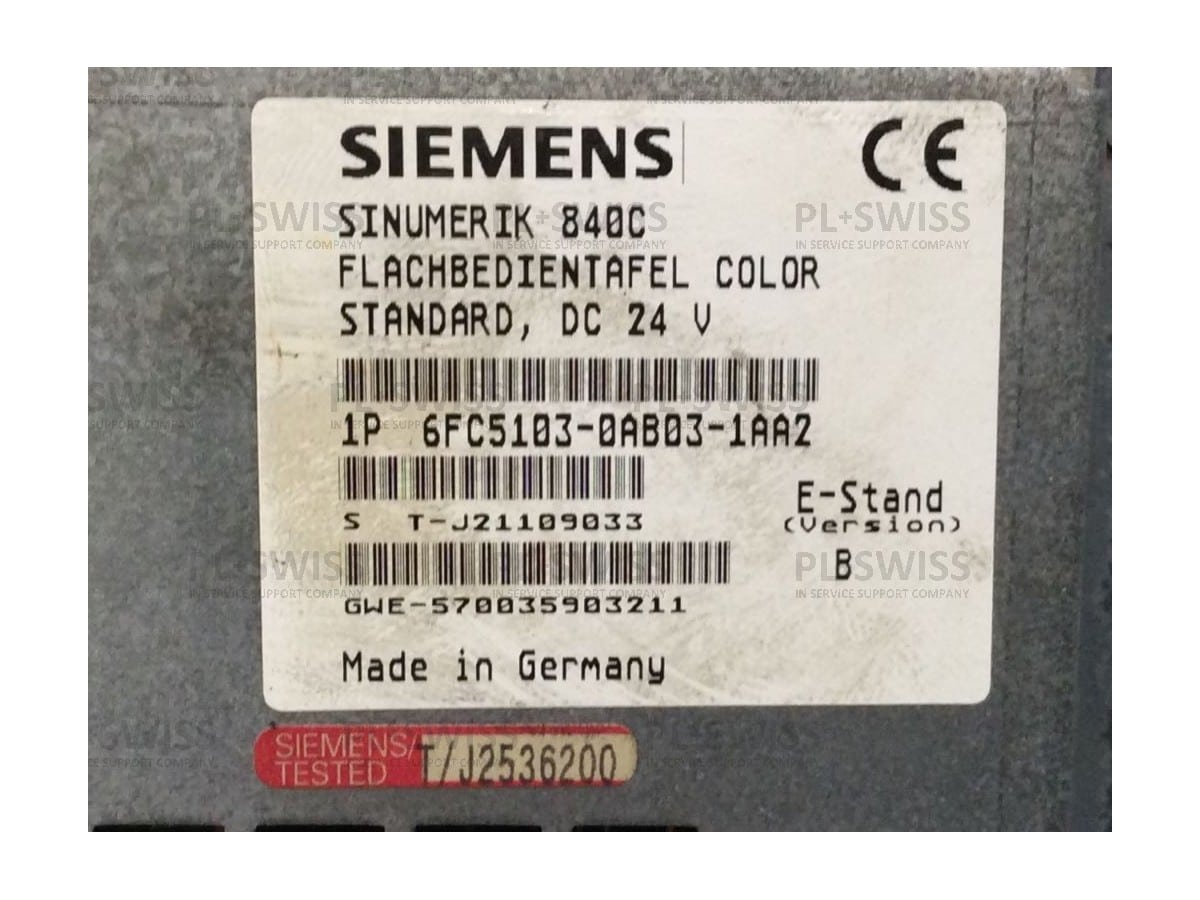 SIEMENS
CE
SINUMERIK 840C
FLACHBEDIENTAFEL COLOR
STANDARD, DC 24 V
1P 6FC5103-0AB03-1AA2
E-Stand
(Version)
S T-J21109033
B
GWE-570035903211
Made in Germany
SIEMENS/
TESTED
T/J2536200
PL+SWISS
IN SERVICE SUPPORT COMPANY